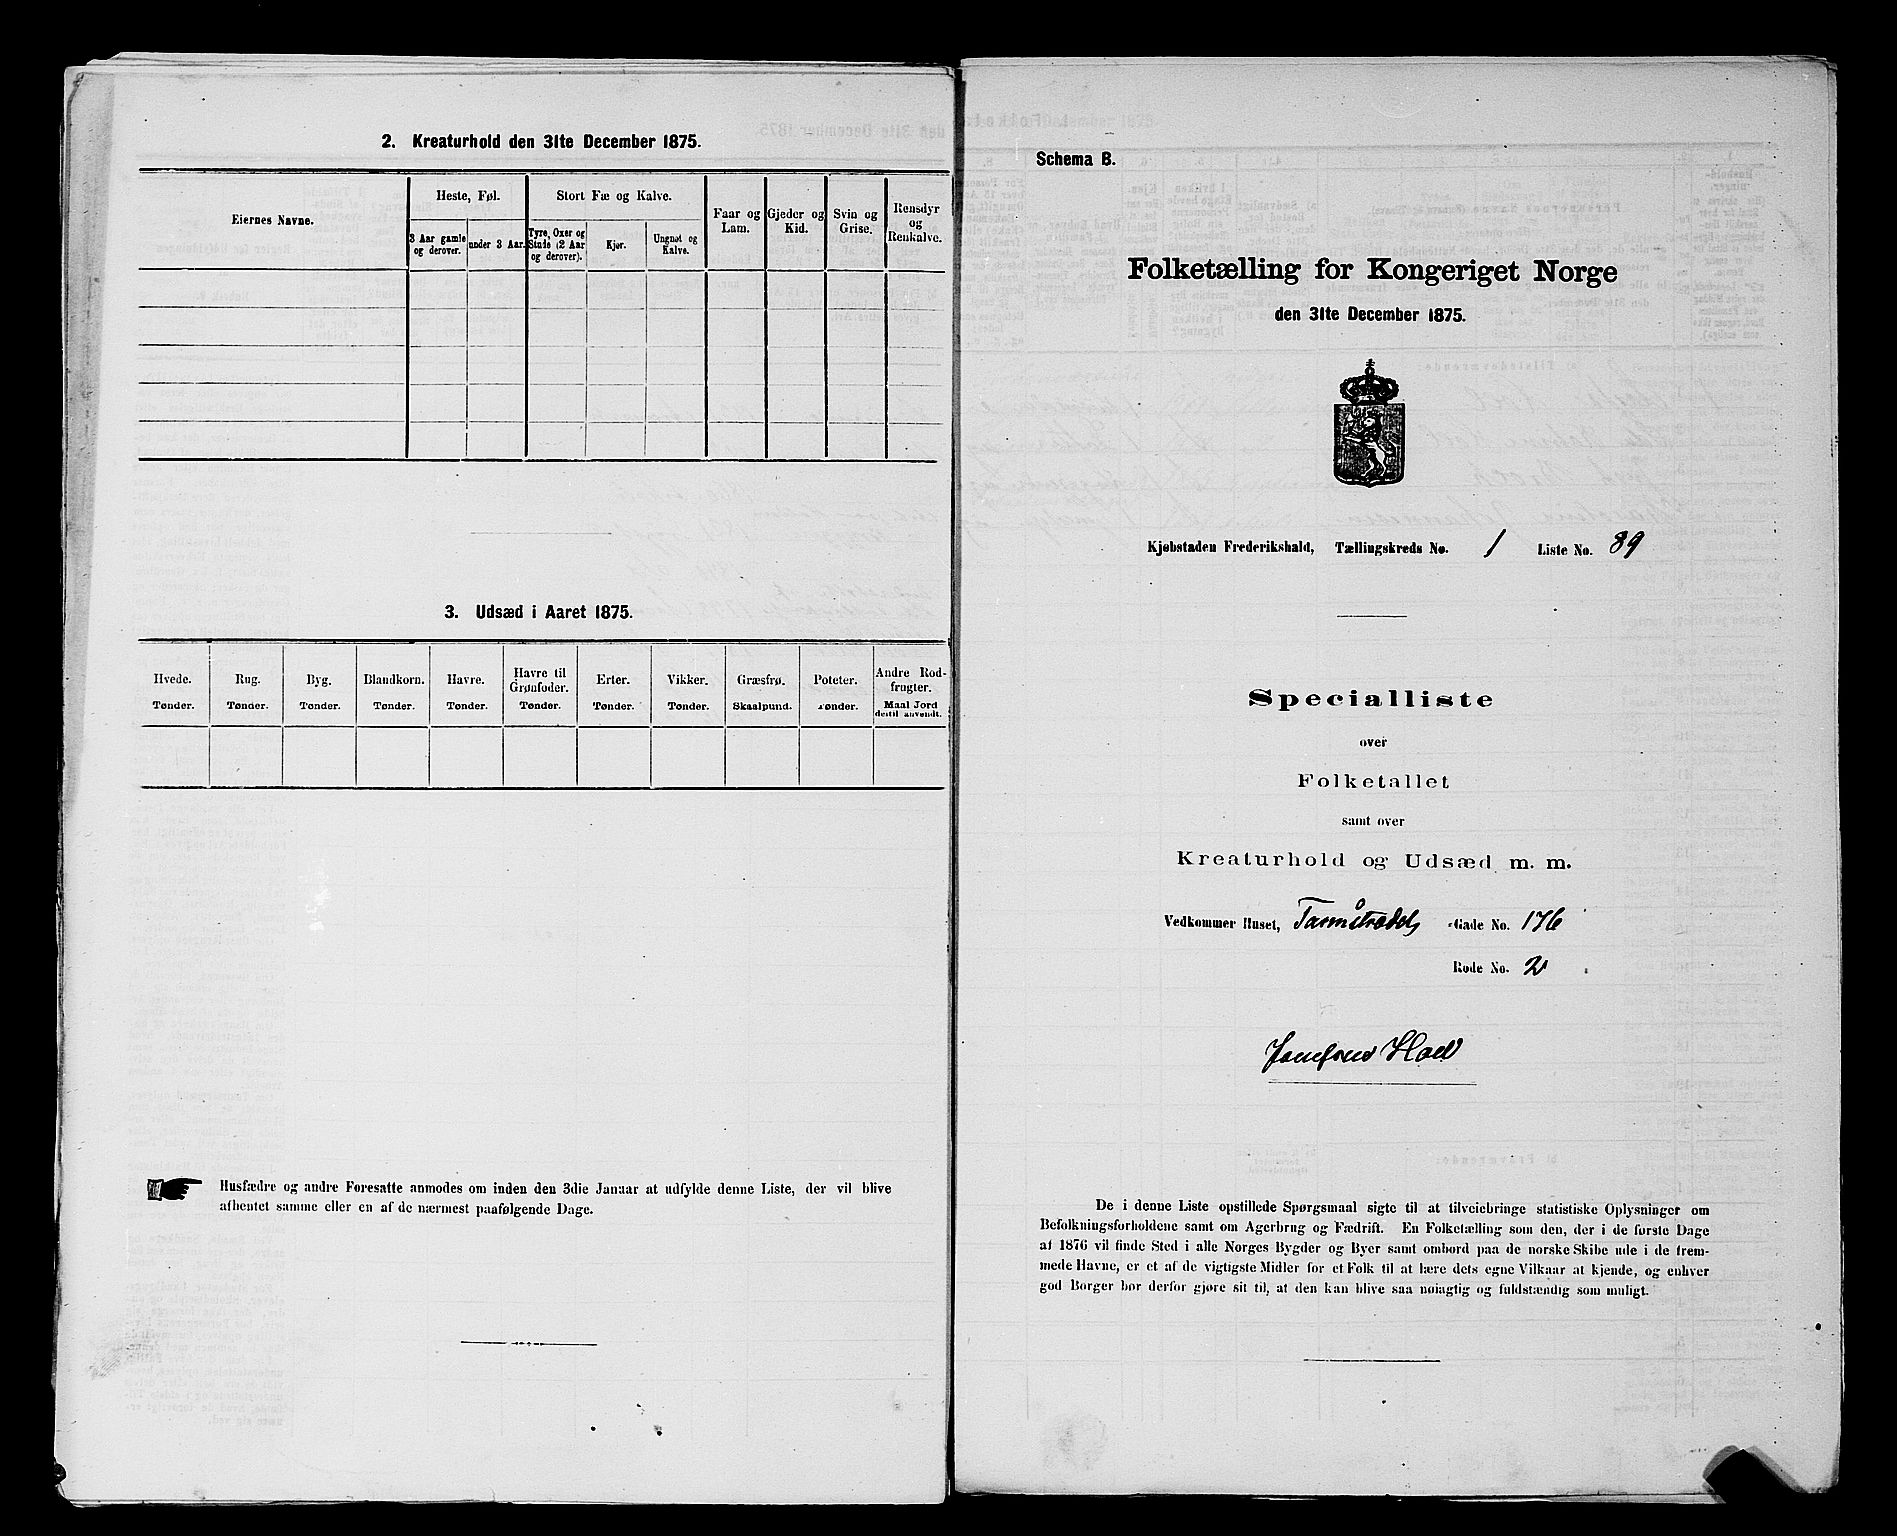 2. Kreaturhold den 31te December 1875.
Eiernes Navne.
Heste, Føl.
Stort Fæ og Kalve.
Faar og
Lam.
Gjeder og
Kid.
Svin og
Grise.
Rensdyr
og
Renkalve.
3 Aar gamle
og derover.
under 3 Aar.
Tyre, Oxer og
Stude (2 Aar
og derover).
Kjør.
Ungnøt og
Kalve.
3. Udsæd i Aaret 1875.
Hvede.
Rug.
Byg.
Blandkorn.
Havre.
Havre til
Grønfoder.
Erter.
Vikker.
Græsfrø.
Poteter.
Andre Rod-
frugter.
Tønder.
Tønder.
Tønder.
Tønder.
Tønder.
Tønder.
Tønder.
Tønder.
Skaalpund.
Tønder.
Maal Jord
dertil anvendt.
Husfædre og andre Foresatte anmodes om inden den 3die Januar at udfylde denne Liste, der vil blive
afhentet samme eller en af de nærmest paafølgende Dage.
Schema B.
Folketælling for Kongeriget Norge
den 31te December 1875.
Kjøbstaden Frederikshald, Tællingskreds No. 1 Liste No. 89
Specialliste
over
Folketallet
samt over
Kreaturhold og Udsæd m. m.
Vedkommer Huset, Gade No. 176
Rode No. 2
De i denne Liste opstillede Spørgsmaal sigte til at tilveiebringe statistiske Oplysninger om
Befolkningsforholdene samt om Agerbrug og Fædrift. En Folketælling som den, der i de første Dage
af 1876 vil finde Sted i alle Norges Bygder og Byer samt ombord paa de norske Skibe ude i de frem-
mede Havne, er et af de vigtigste Midler for et Folk til at lære dets egne Vilkaar at kjende, og enhver
god Borger bør derfor gjøre sit til, at den kan blive saa nøiagtig og fuldstændig som muligt.